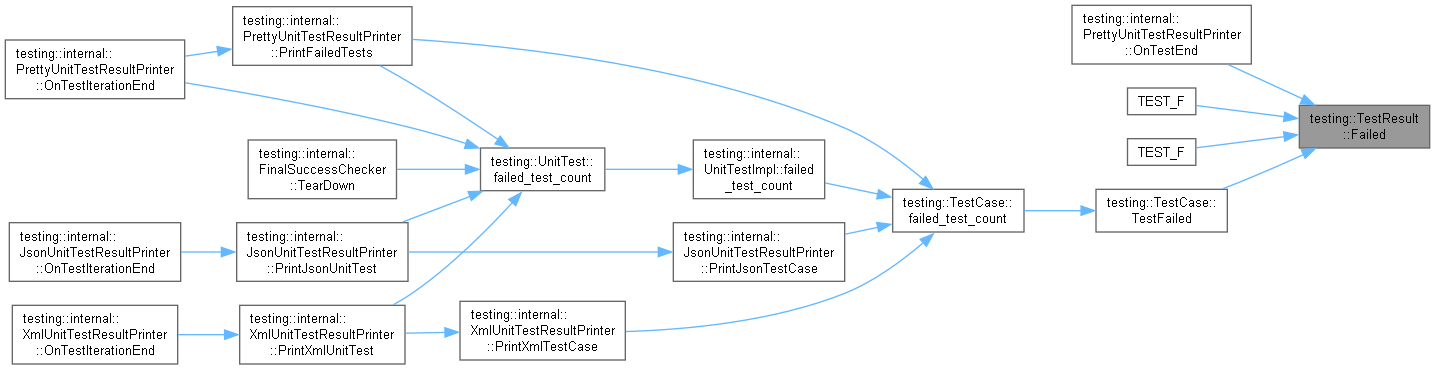 testing::internal::
PrettyUnitTestResultPrinter
::OnTestIterationEnd
testing::internal::
PrettyUnitTestResultPrinter
::PrintFailedTests
testing::internal::
FinalSuccessChecker
::TearDown
testing::internal::
JsonUnitTestResultPrinter
::OnTestIterationEnd
testing::internal::
JsonUnitTestResultPrinter
::PrintJsonUnitTest
testing::internal::
XmlUnitTestResultPrinter
::OnTestIterationEnd
testing::internal::
XmlUnitTestResultPrinter
::PrintXmlUnitTest
testing::UnitTest::
failed_test_count
testing::internal::
XmlUnitTestResultPrinter
::PrintXmlTestCase
testing::internal::
UnitTestImpl::failed
_test_count
testing::internal::
JsonUnitTestResultPrinter
::PrintJsonTestCase
testing::TestCase::
failed_test_count
testing::internal::
PrettyUnitTestResultPrinter
::OnTestEnd
TEST_F
TEST_F
testing::TestCase::
TestFailed
testing::TestResult
::Failed